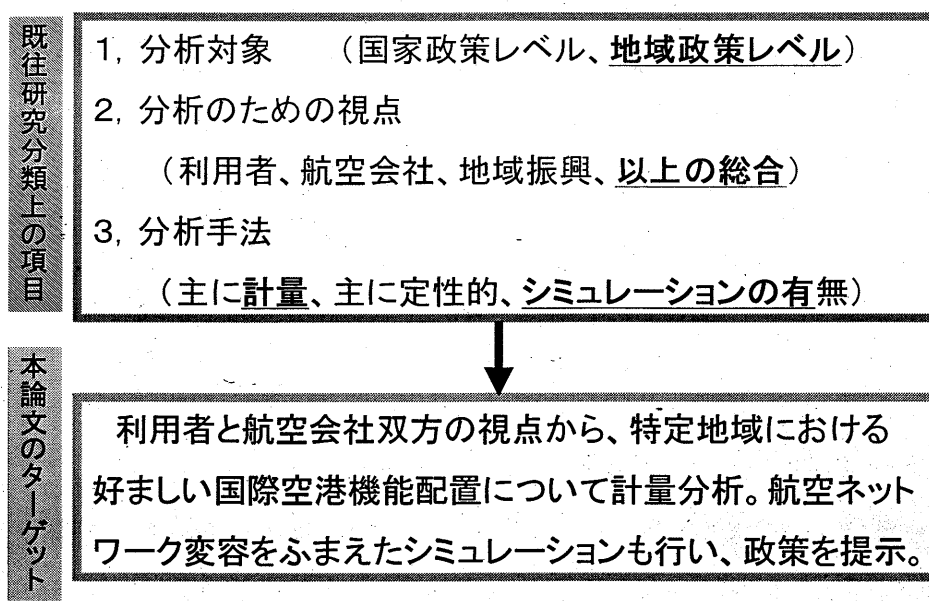 既往研究分類上の項目
1, 分析対象　（国家政策レベル、地域政策レベル）
2, 分析のための視点
（利用者、航空会社、地域振興、以上の総合）
3, 分析手法
（主に計量、主に定性的、シミュレーションの有無）
本論文のターゲット
利用者と航空会社双方の視点から、特定地域における
好ましい国際空港機能配置について計量分析。航空ネット
ワーク変容をふまえたシミュレーションも行い、政策を提示。